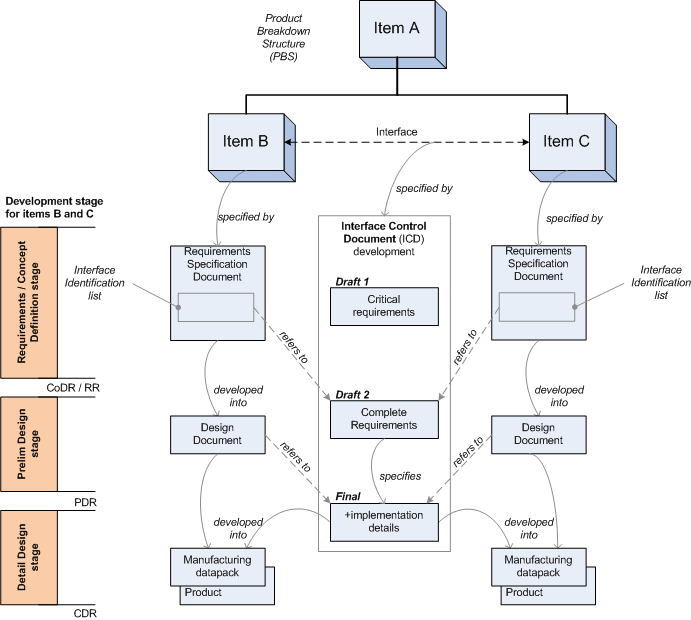 Product
Breakdown
Structure
(PBS)
Item A
Item B
Interface
Item C
Development stage
for items B and C
specified by
specified by
specified by
Interface Control
Document (ICD)
development
Requirements / Concept
Definition stage
Interface
Identification
list
Requirements
Specification
Document
Draft 1
Critical
requirements
Requirements
Specification
Document
Interface
Identification
list
refers to
refers to
CoDR / RR
developed
into
Draft 2
Complete
Requirements
developed
into
Prelim Design
stage
Design
Document
Design
Document
refers to
specifies
refers to
PDR
Final
+implementation
details
Detail Design
stage
developed
into
developed
into
Manufacturing
datapack
Product
Manufacturing
datapack
Product
CDR